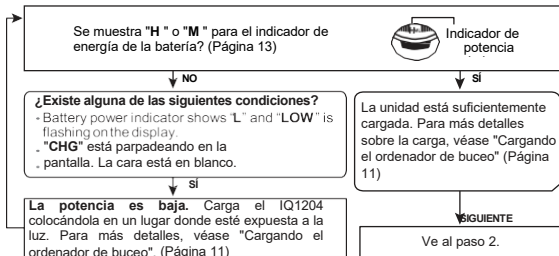 Se muestra "H " o "M " para el indicador de
energía de la batería? (Página 13)
Indicador de
potencia
NO
SÍ
¿Existe alguna de las siguientes condiciones?
- Battery power indicator shows "L" and "LOW" is
flashing on the display.
- "CHG" está parpadeando en la
- pantalla. La cara está en blanco.
La unidad está suficientemente
cargada. Para más detalles
sobre la carga, véase "Cargando
el ordenador de buceo" (Página
11)
SÍ
La potencia es baja. Carga el IQ1204
colocándola en un lugar donde esté expuesta a la
luz. Para más detalles, véase "Cargando el
ordenador de buceo". (Página 11)
SIGUIENTE
Ve al paso 2.